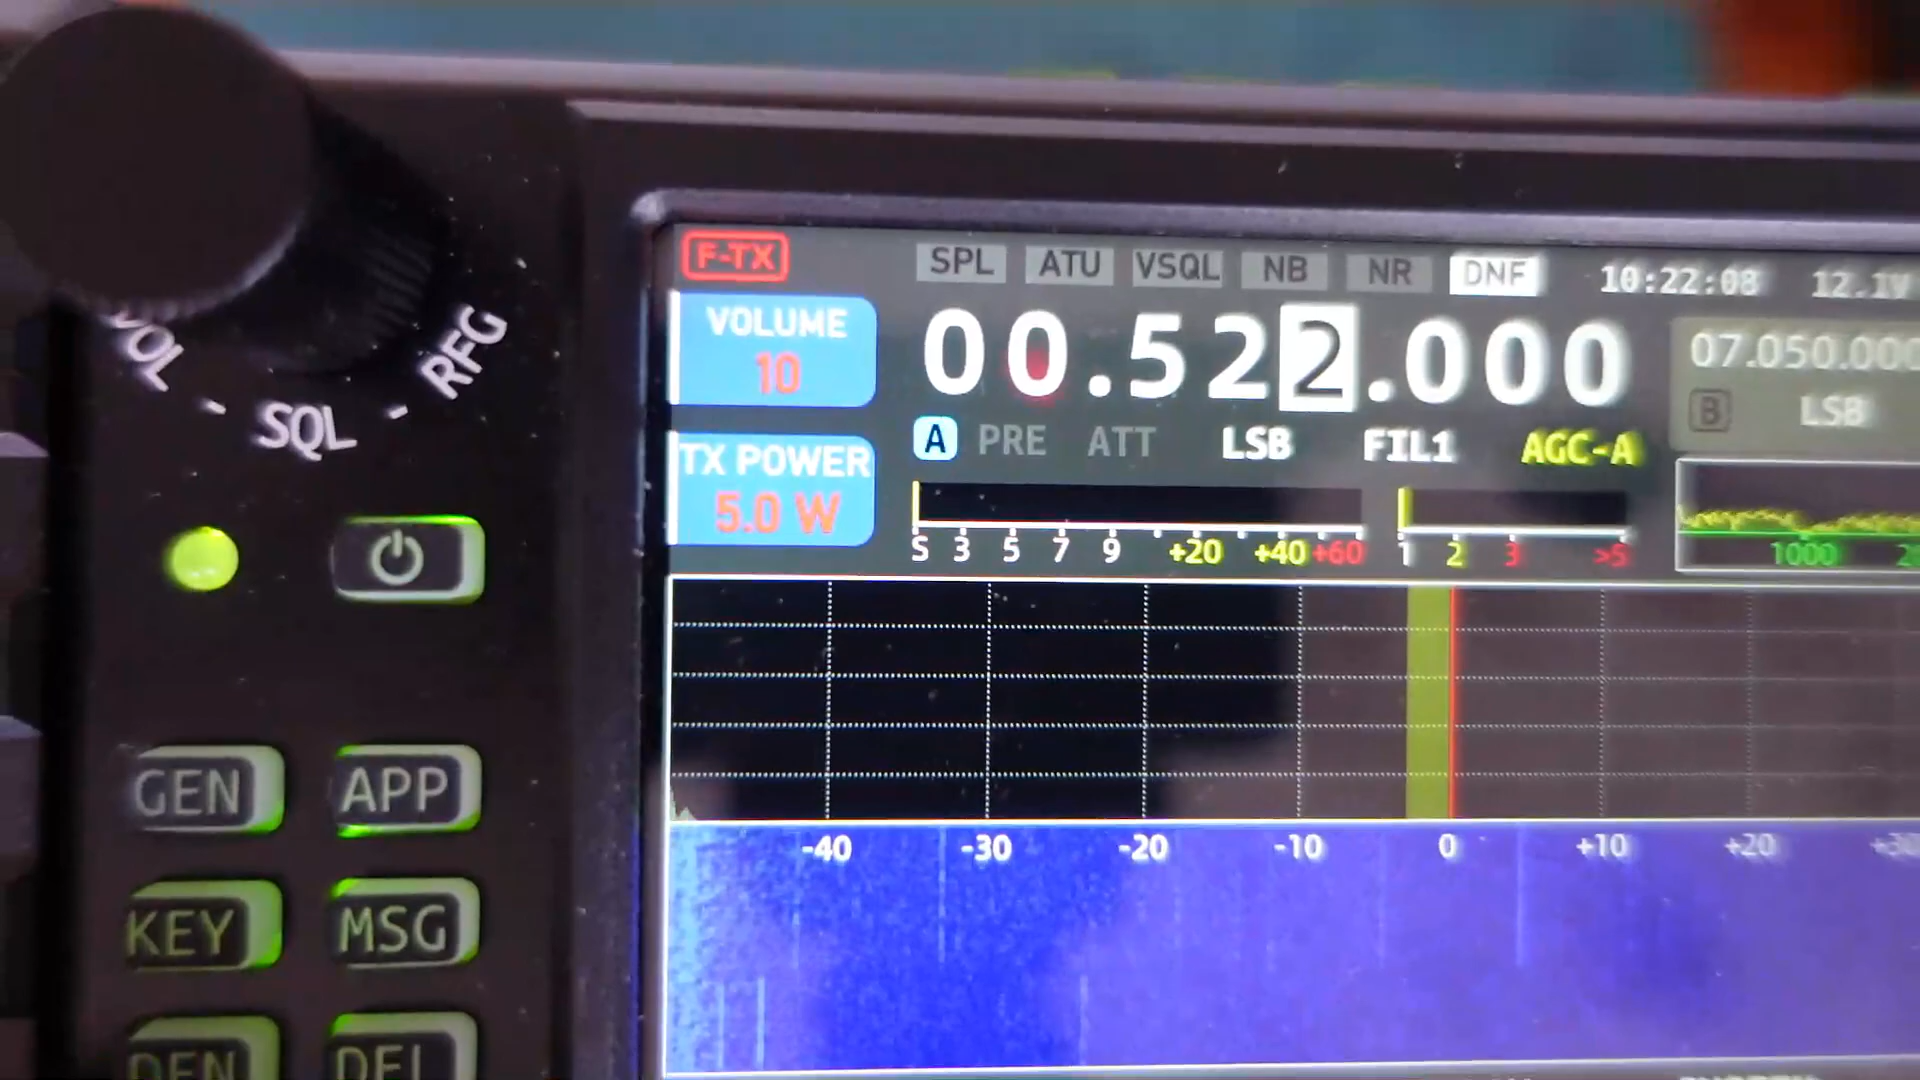 VOL - SQL - RFG
F-TX
SPL ATU VSQL NB NR DNF 10:22:08 12.1V
VOLUME
10
00.522.000
07.050.000
B LSB
A PRE ATT LSB FIL1 AGC-A
TX POWER
5.0 W
S 3 5 7 9 +20 +40 +60 1 2 3 >5
1000
-40 -30 -20 -10 0 +10 +20 +30
GEN APP
KEY MSG
DEL